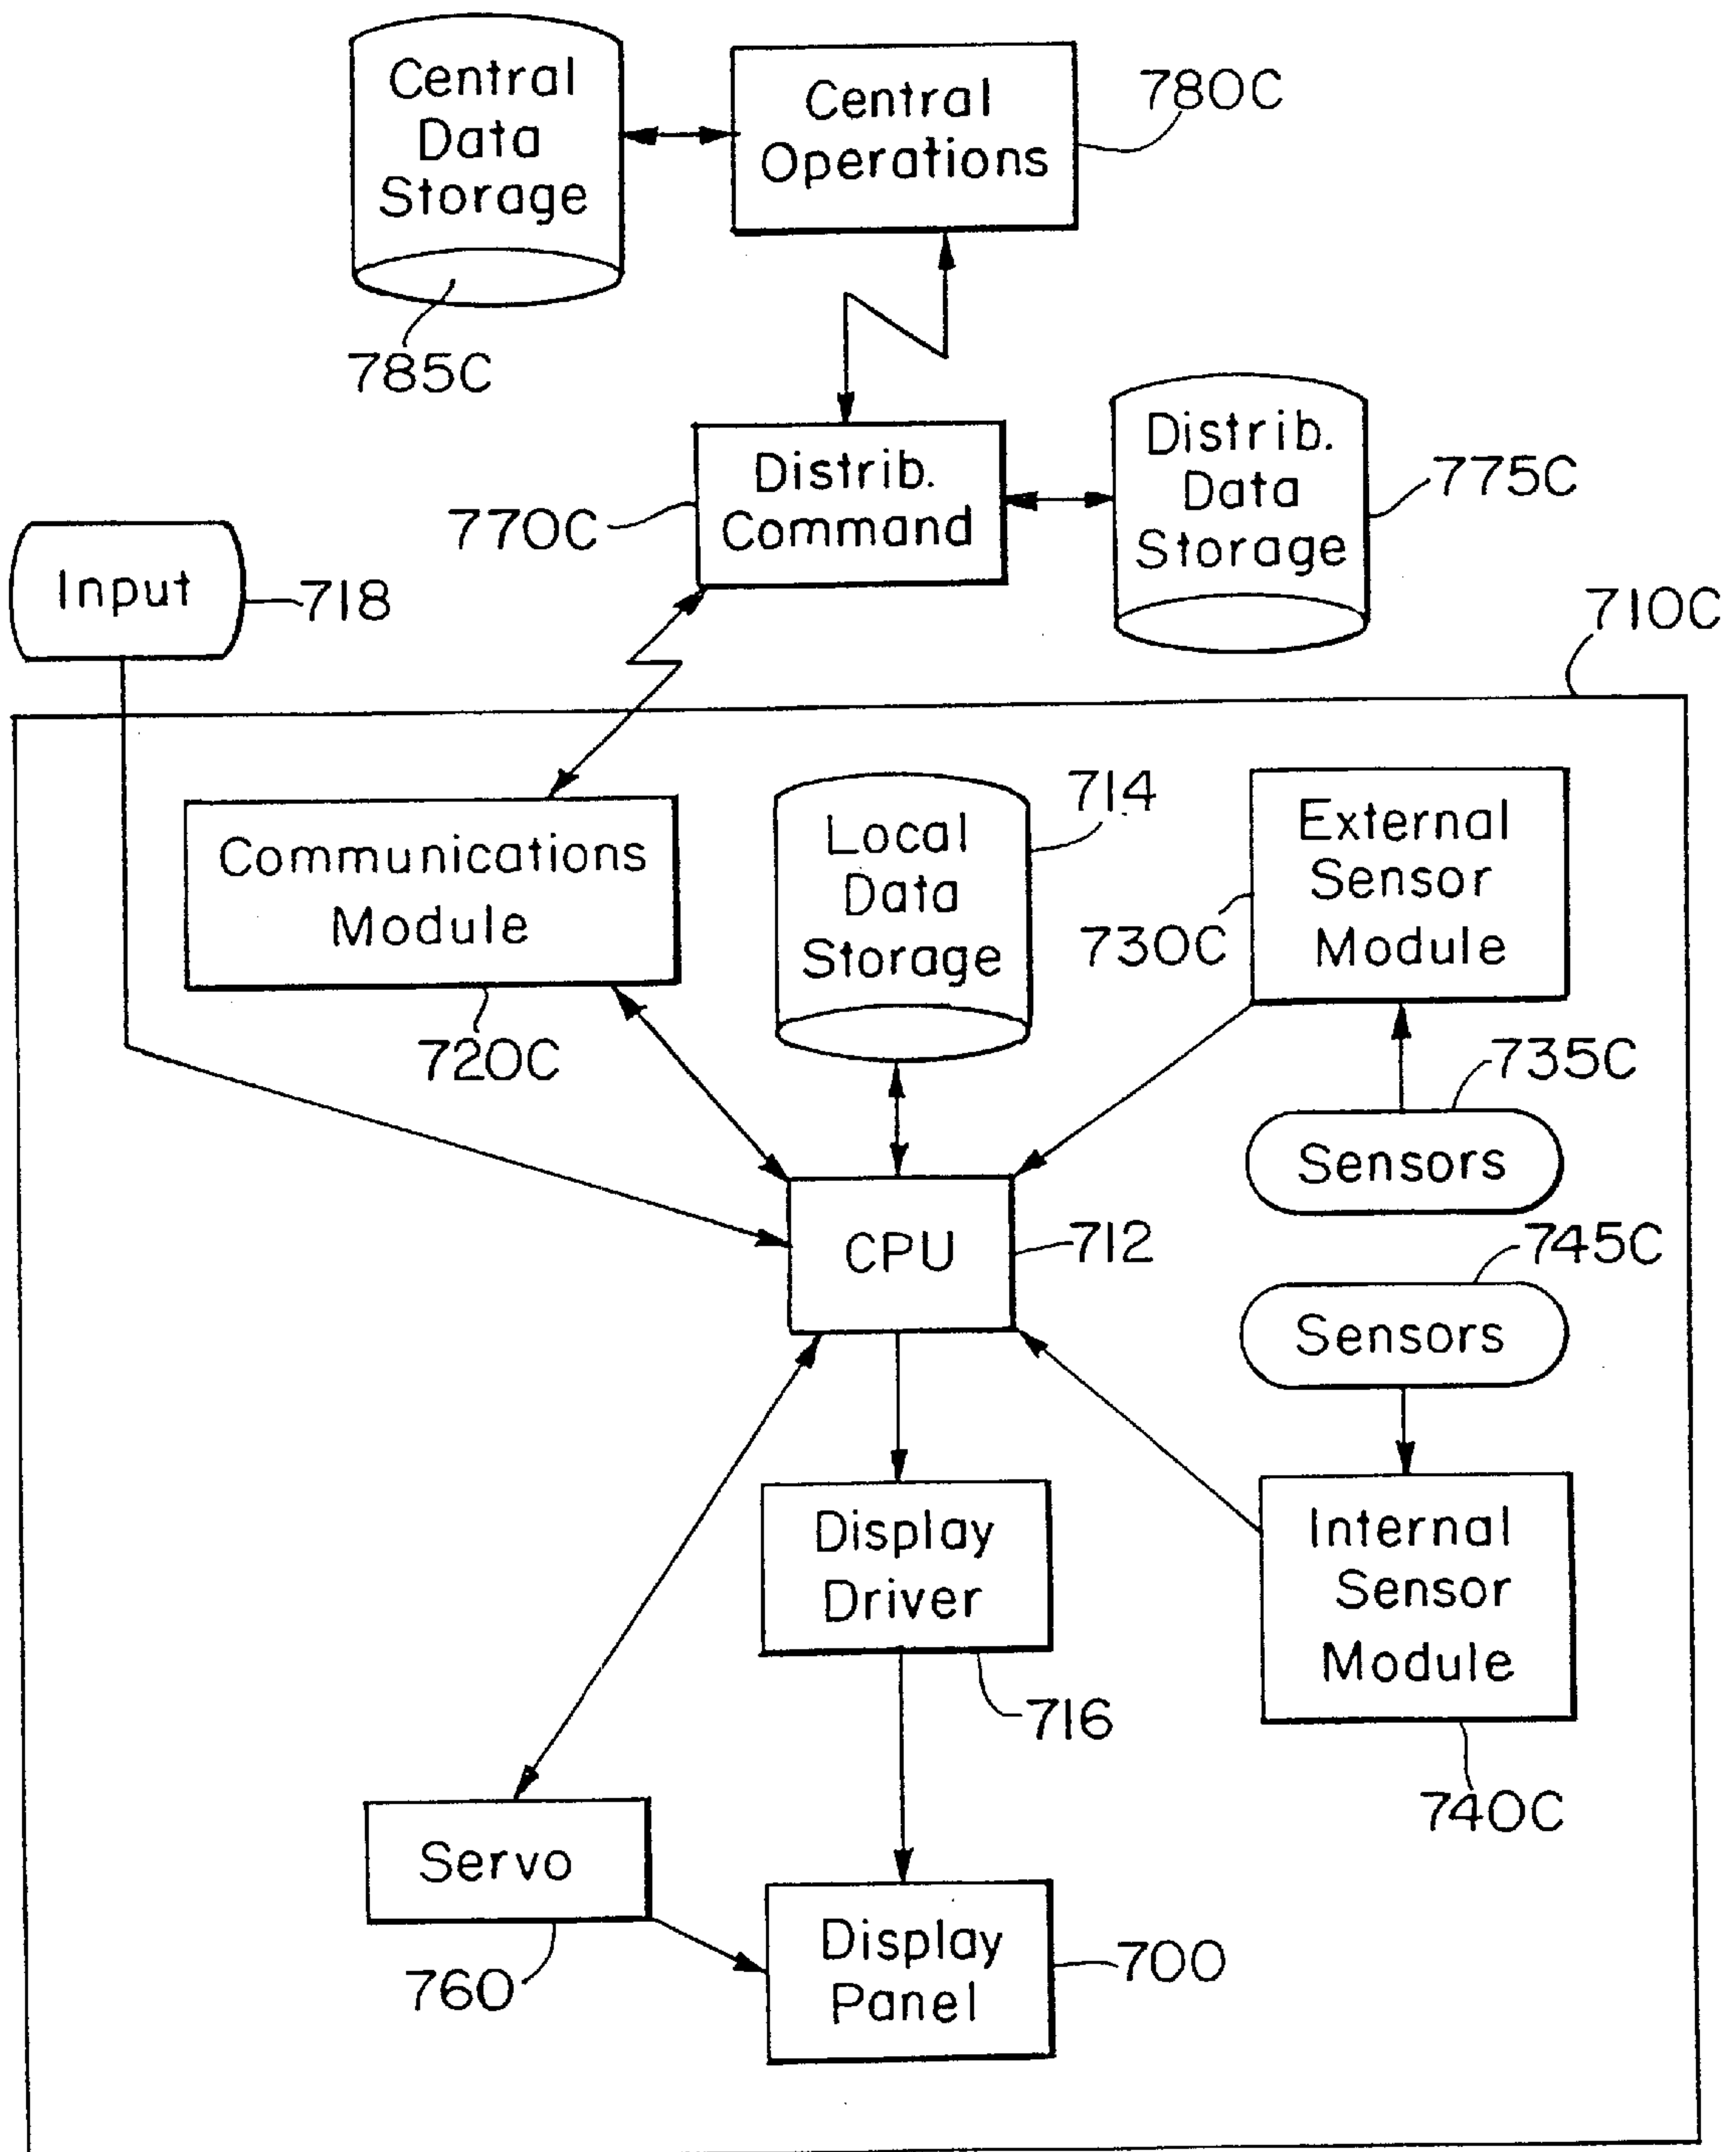 Central
Data
Storage
785C
Central
Operations
780C
Distrib.
Command
770C
Distrib.
Data
Storage
775C
Input
718
710C
Communications
Module
720C
Local
Data
Storage
714
External
Sensor
Module
730C
Sensors
735C
CPU
712
Sensors
745C
Display
Driver
716
Internal
Sensor
Module
740C
Servo
760
Display
Panel
700